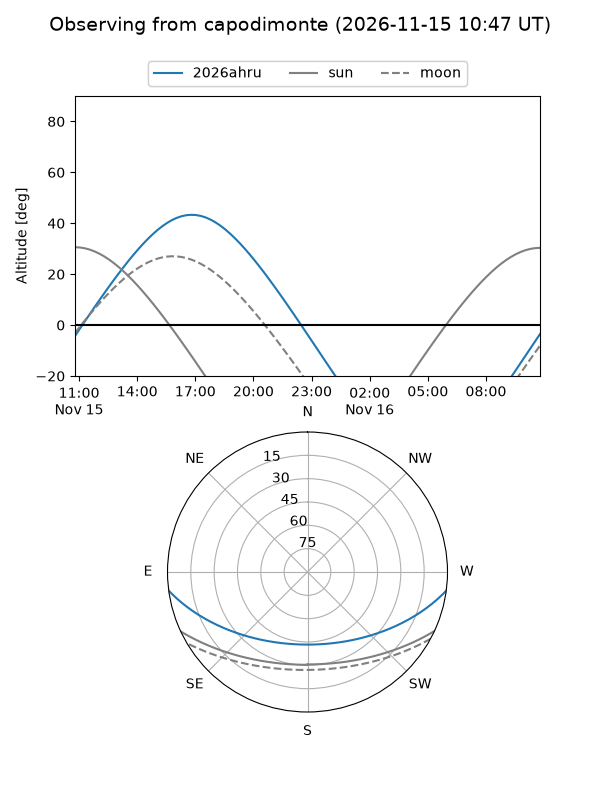 Observing from capodimonte (2026-11-15 10:47 UT)
2026ahru sun moon
80
60
40
20
0
−20
Altitude [deg]
11:00 14:00 17:00 20:00 23:00 02:00 05:00 08:00
Nov 15 Nov 16
N
NE NW
15
30
45
60
75
E W
SE SW
S